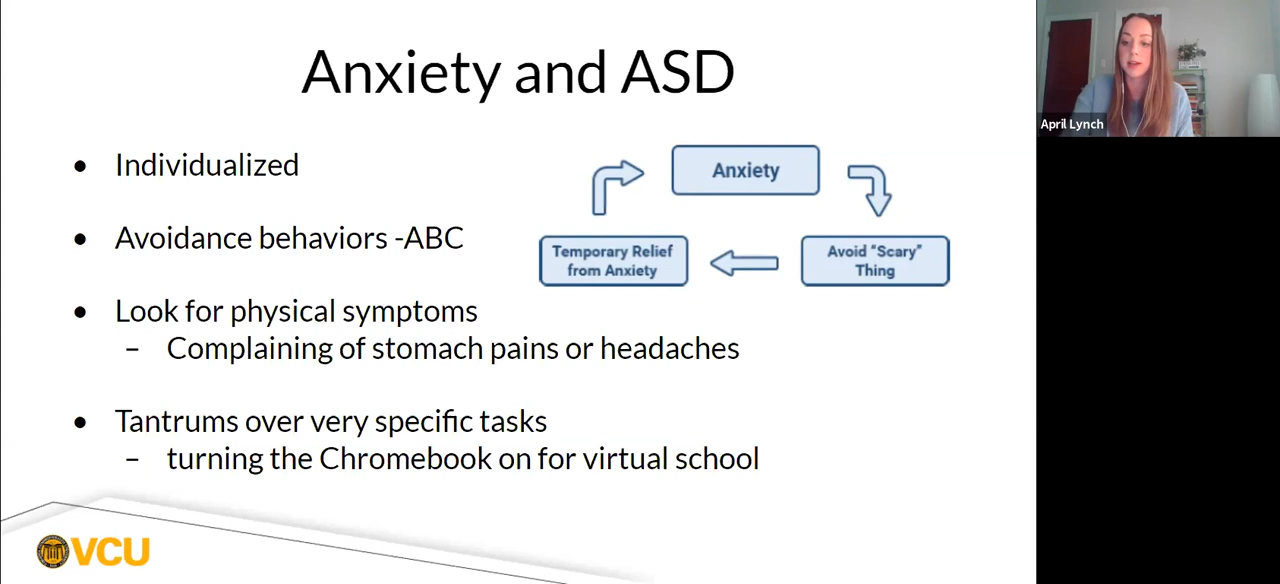 Anxiety and ASD
• Individualized
• Avoidance behaviors -ABC
• Look for physical symptoms
– Complaining of stomach pains or headaches
• Tantrums over very specific tasks
– turning the Chromebook on for virtual school
Anxiety
Avoid “Scary”
Thing
Temporary Relief
from Anxiety
VCU
April Lynch